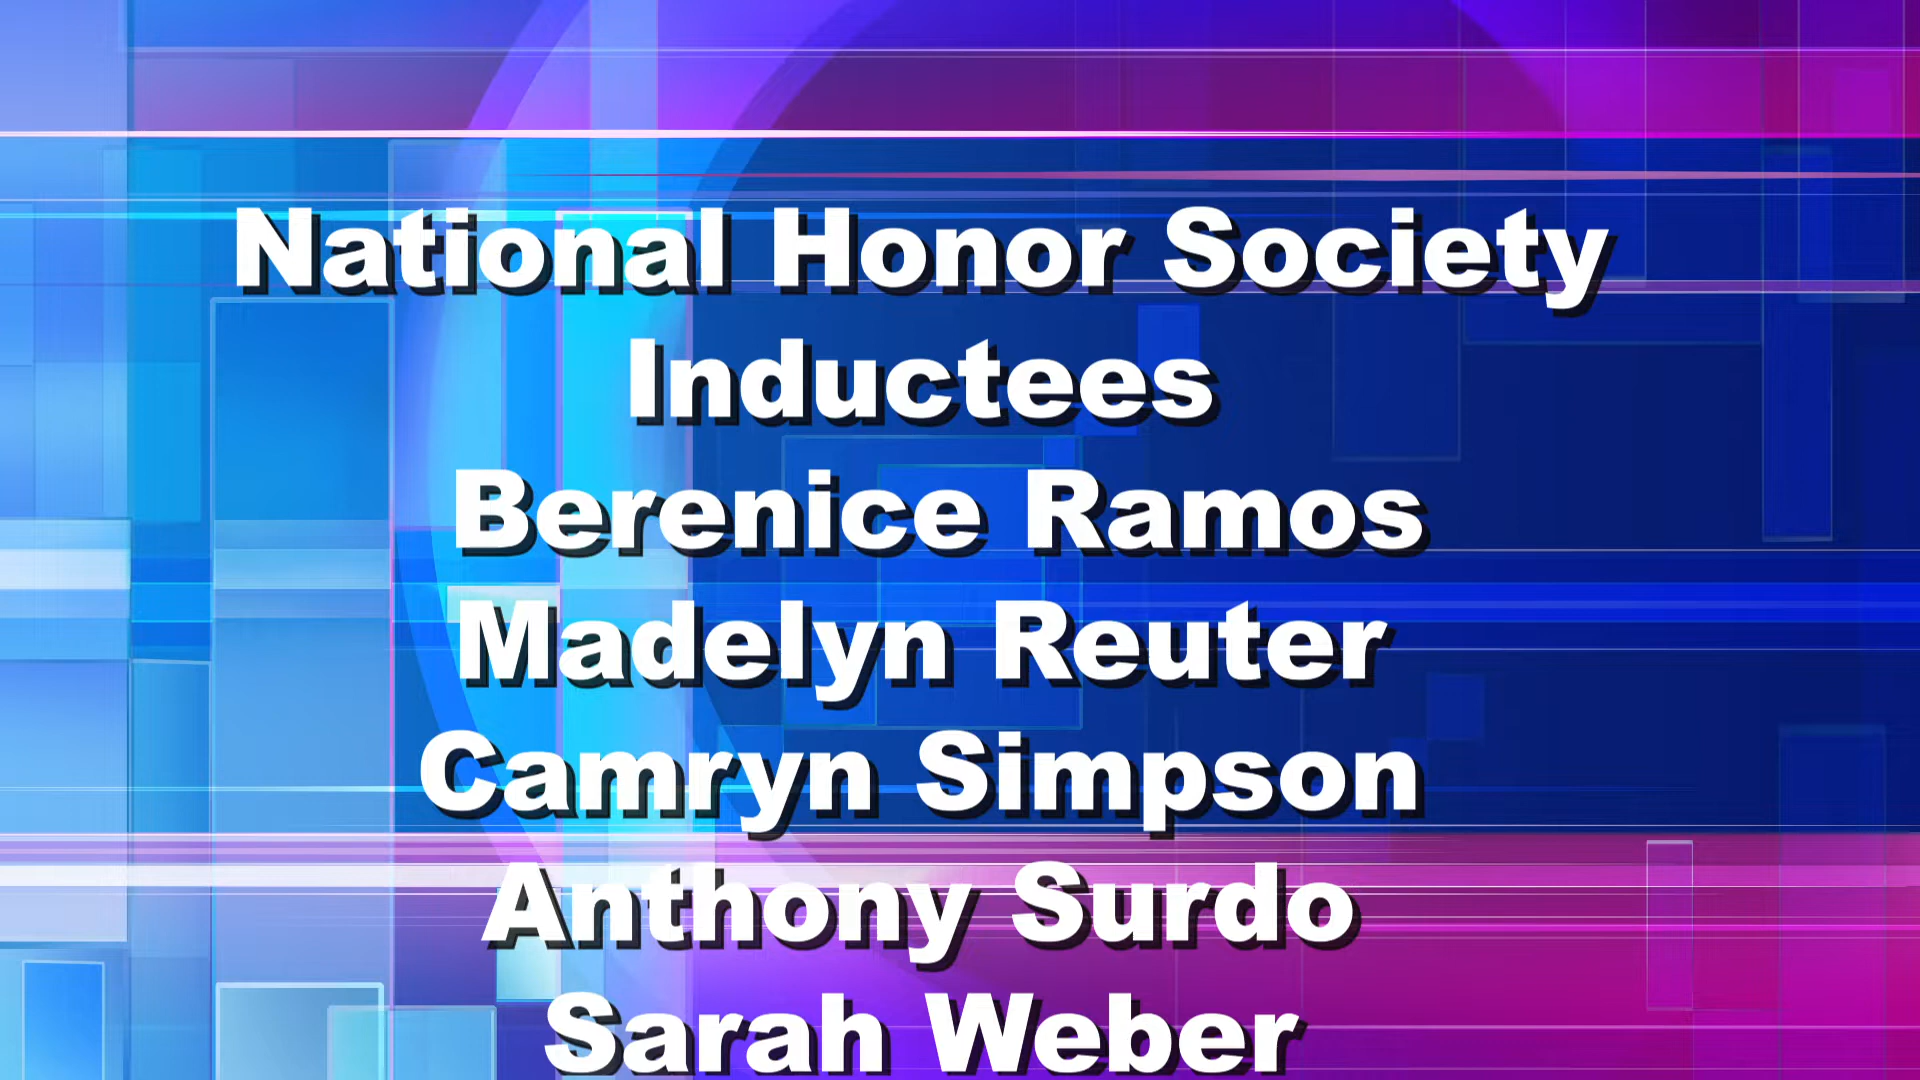 National Honor Society
Inductees
Berenice Ramos
Madelyn Reuter
Camryn Simpson
Anthony Surdo
Sarah Weber